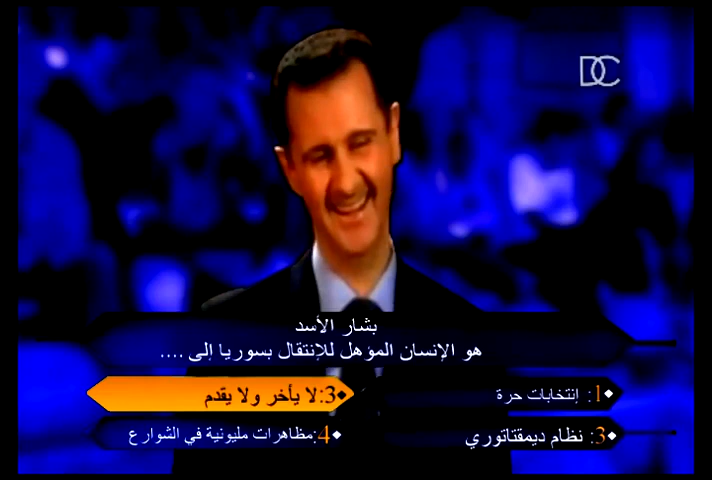 DC
بشار الأسد
هو الإنسان المؤهل للإنتقال بسوريا الى ....
1: إنتخابات حرة
3: لا يأخر ولا يقدم
3: نظام ديمقتاتوري
4: مظاهرات مليونية في الشوارع